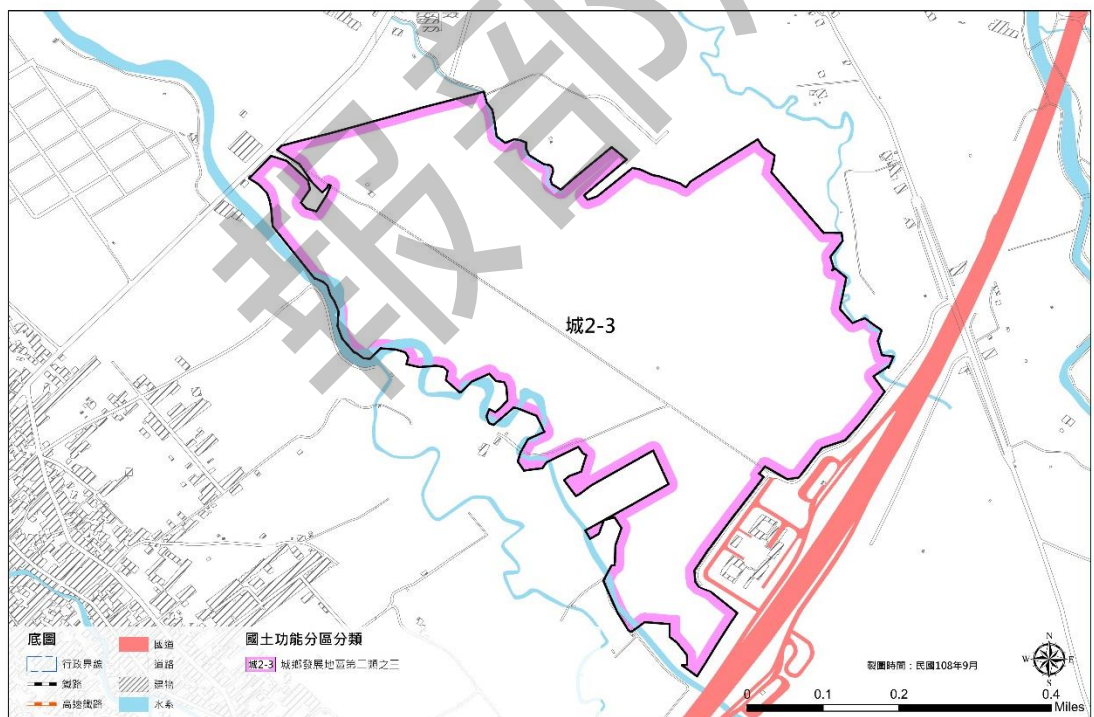 報部
城2-3
底圖
行政界線
鐵路
高速鐵路
國道
道路
建物
水系
國土功能分區分類
城2-3 城鄉發展地區第二類之三
製圖時間：民國108年9月
N
W E
S
0 0.1 0.2 0.4
Miles